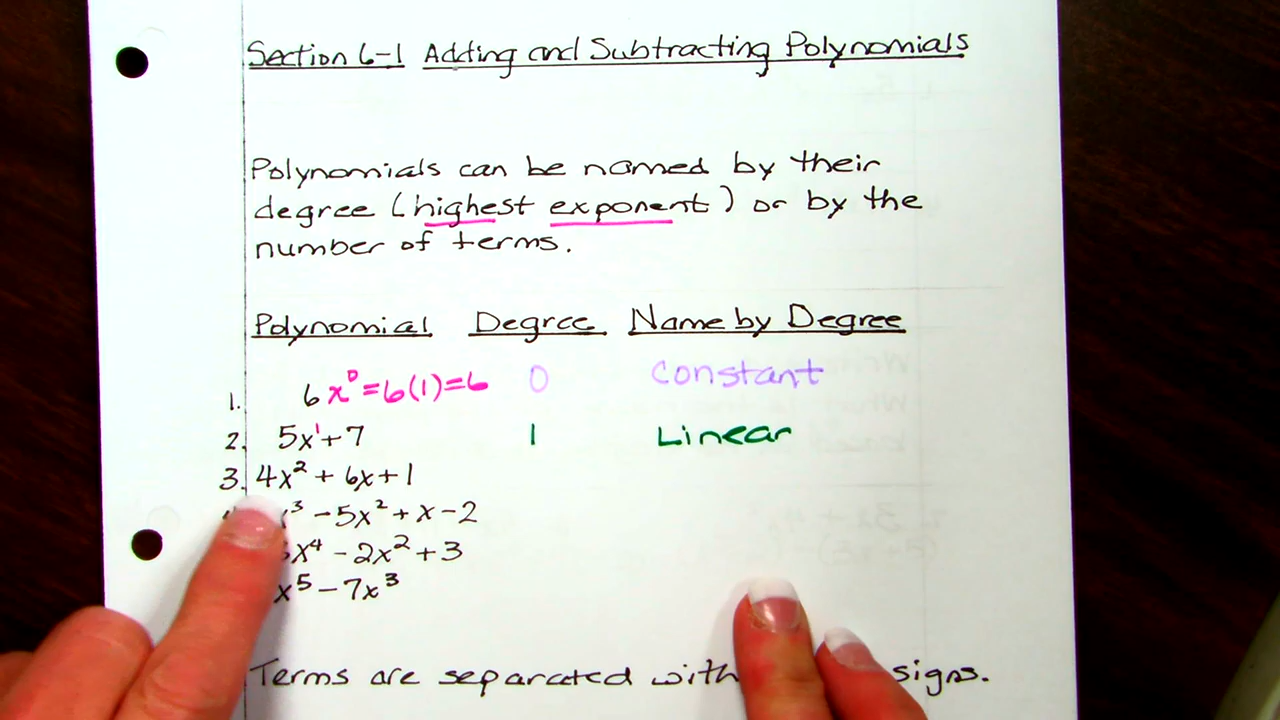 Section 6-1 Adding and Subtracting Polynomials
Polynomials can be named by their
degree (highest exponent) or by the
number of terms.
Polynomial Degree Name by Degree
1. 6x⁰=6(1)=6 0 constant
2. 5x¹+7 1 Linear
3. 4x² + 6x+1
x³ -5x² + x -2
x⁴ - 2x² + 3
x⁵ - 7x³
Terms are separated with signs.